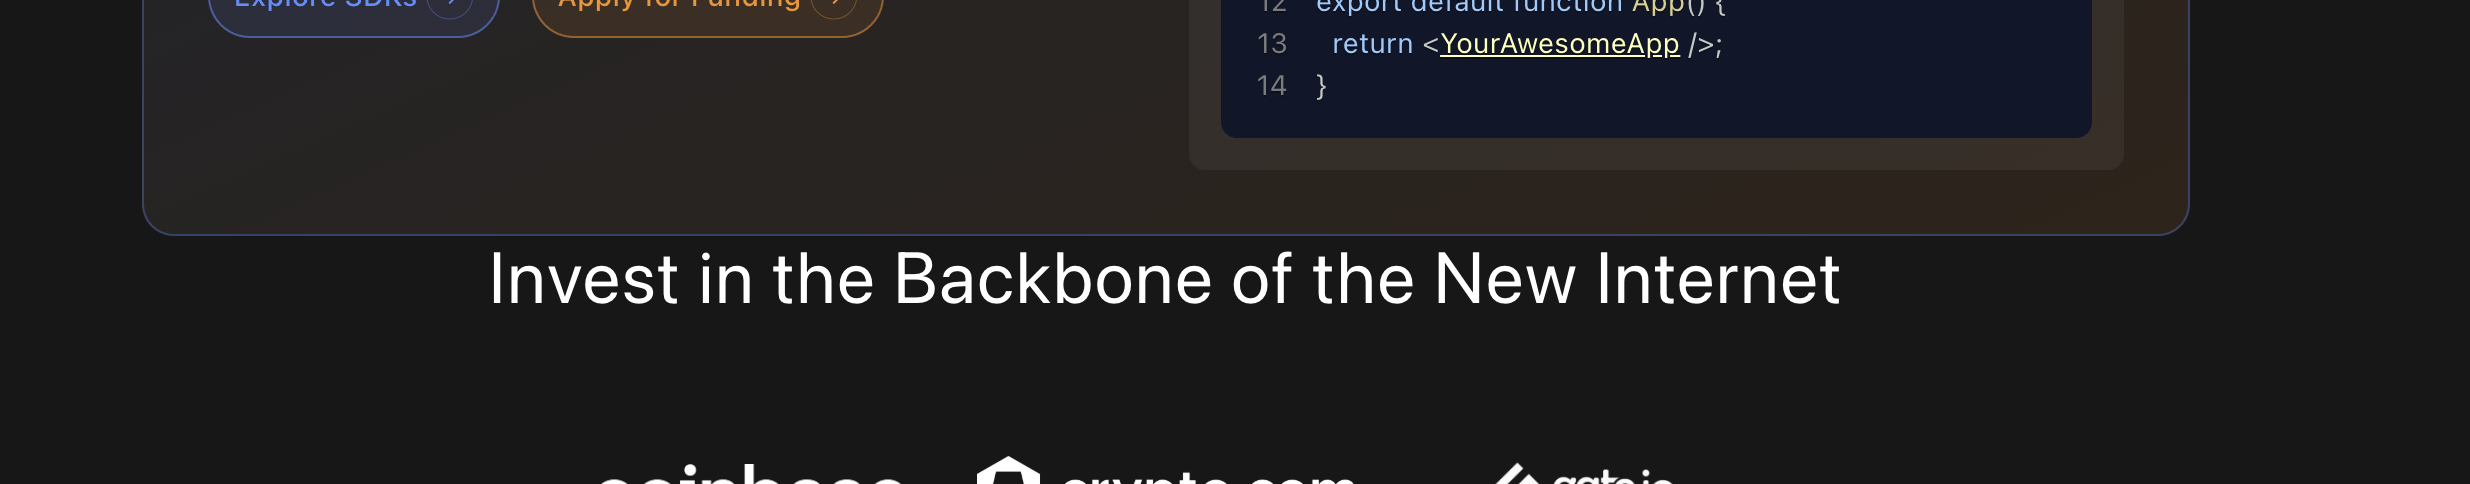 Explore SDKs
Apply for Funding
12 export default function App() {
13 return <YourAwesomeApp />;
14 }
Invest in the Backbone of the New Internet
coinbase
crypto.com
gate.io